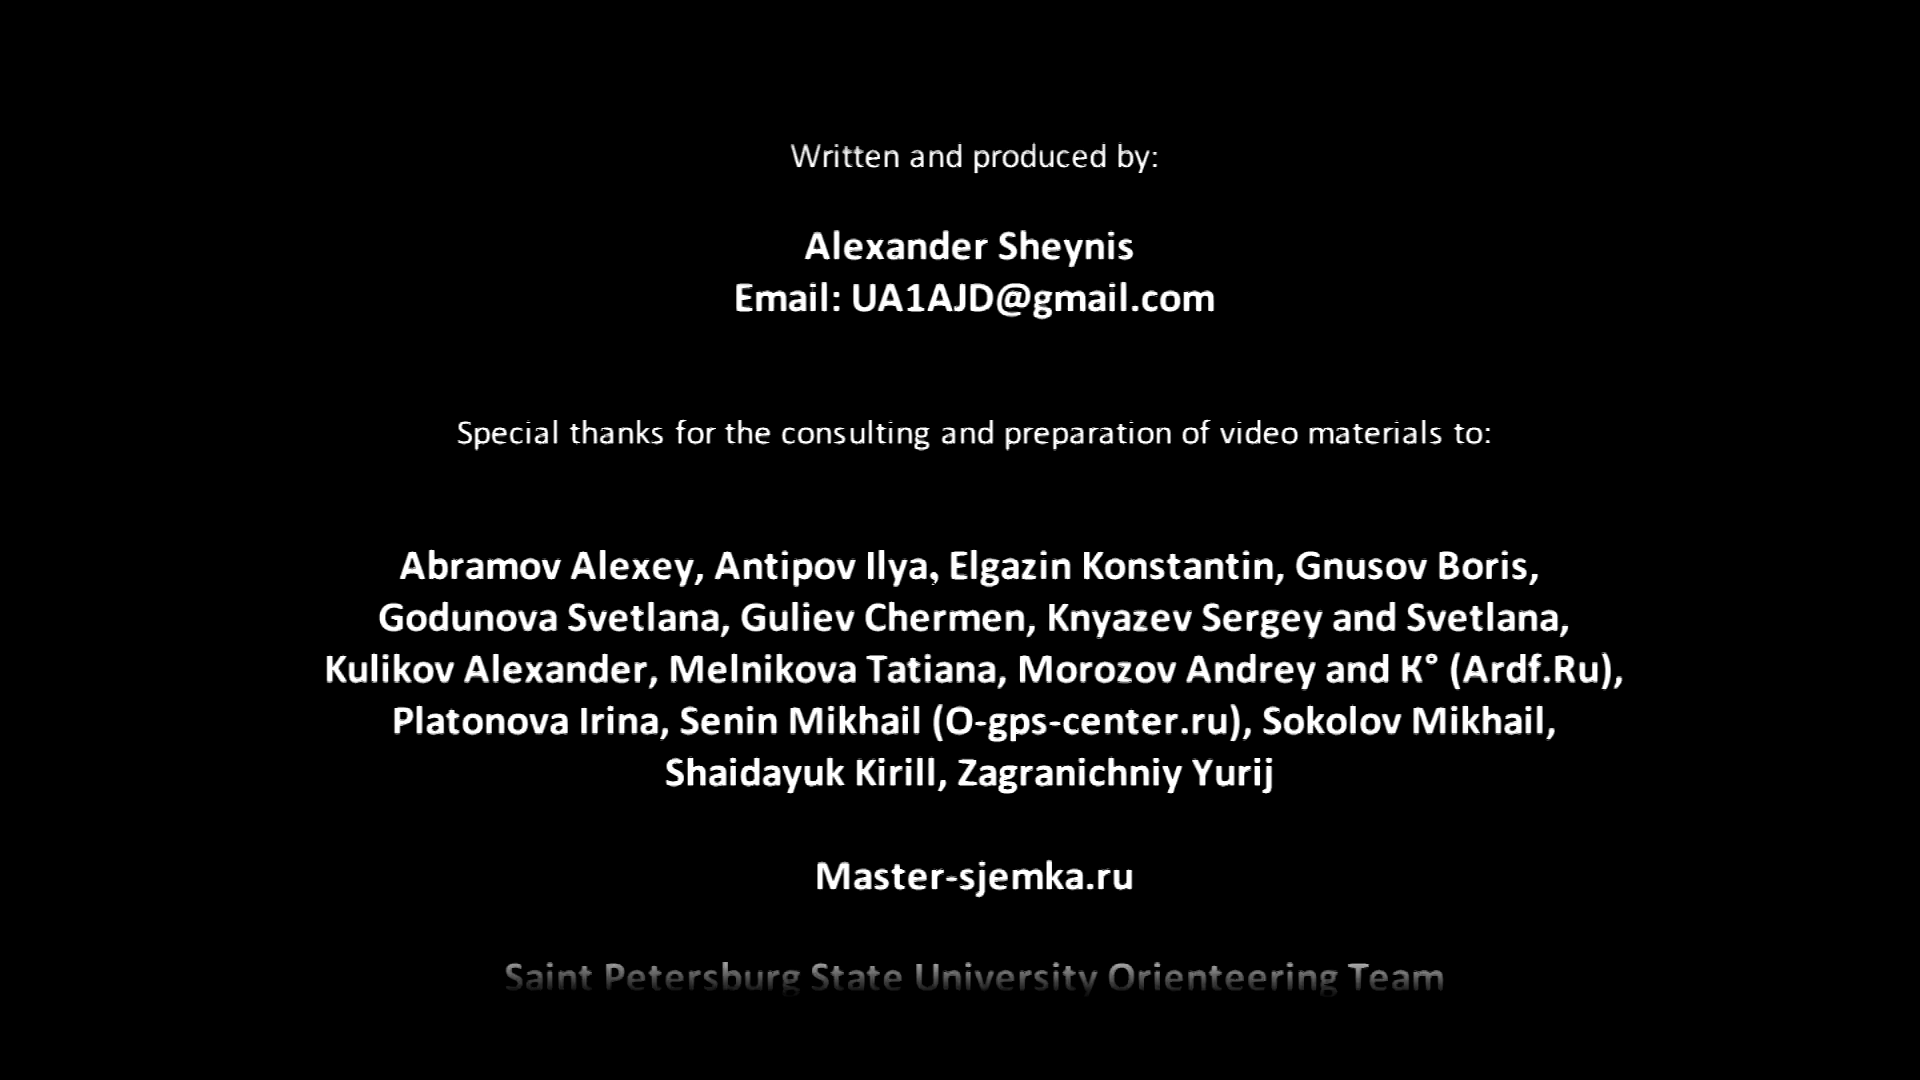 Written and produced by:
Alexander Sheynis
Email: UA1AJD@gmail.com
Special thanks for the consulting and preparation of video materials to:
Abramov Alexey, Antipov Ilya, Elgazin Konstantin, Gnusov Boris,
Godunova Svetlana, Guliev Chermen, Knyazev Sergey and Svetlana,
Kulikov Alexander, Melnikova Tatiana, Morozov Andrey and K° (Ardf.Ru),
Platonova Irina, Senin Mikhail (O-gps-center.ru), Sokolov Mikhail,
Shaidayuk Kirill, Zagranichniy Yurij
Master-sjemka.ru
Saint Petersburg State University Orienteering Team